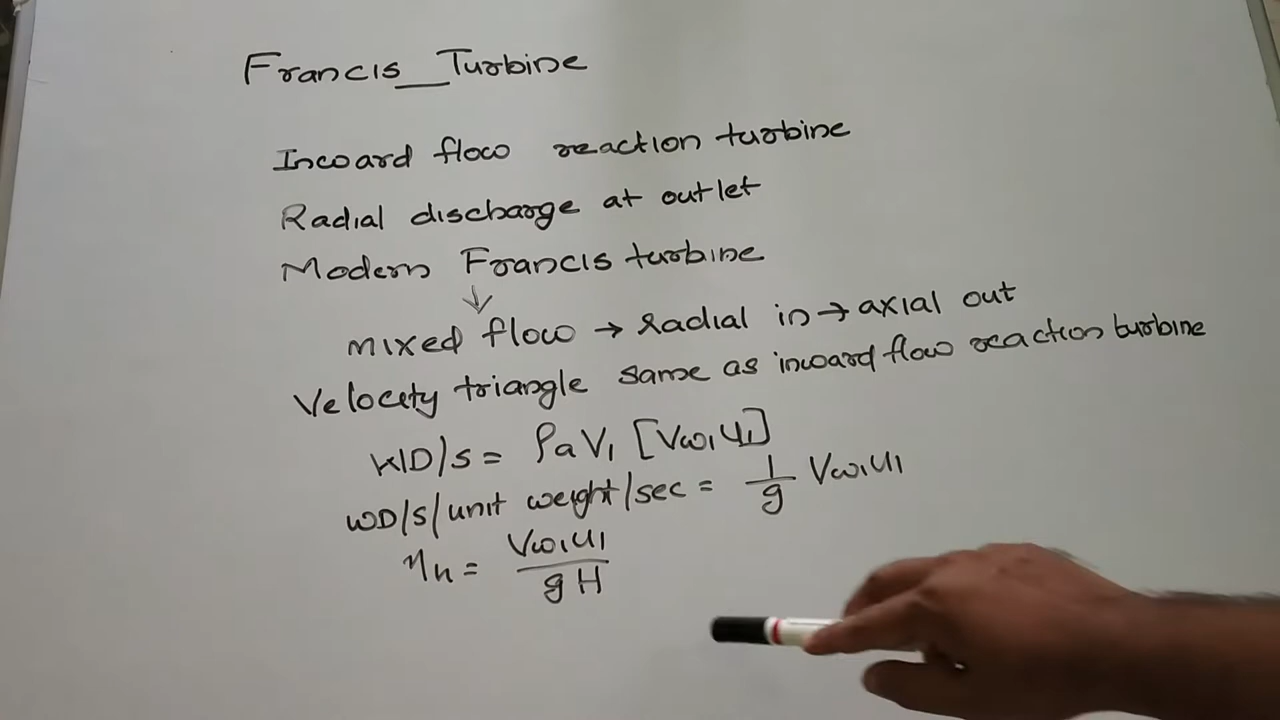 Francis_Turbine
Inward flow reaction turbine
Radial discharge at outlet
Modern Francis turbine
↓
mixed flow → Radial in → axial out
Velocity triangle same as inward flow reaction turbine
WD/s = ρaV₁ [Vw₁u₁]
WD/s/unit weight/sec = 1/g Vw₁u₁
ηh = Vw₁u₁/gH